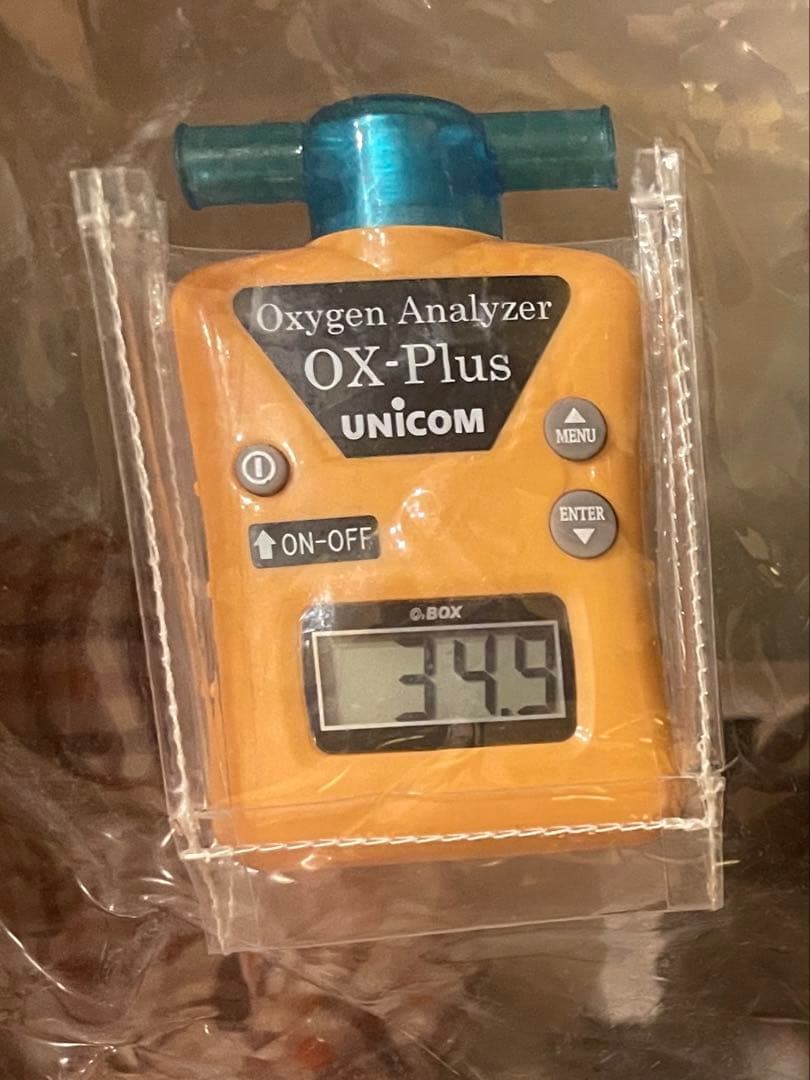 Oxygen Analyzer
OX-Plus
UNiCOM
▲
MENU
ENTER
▼
⬆ ON-OFF
O₂BOX
34.5